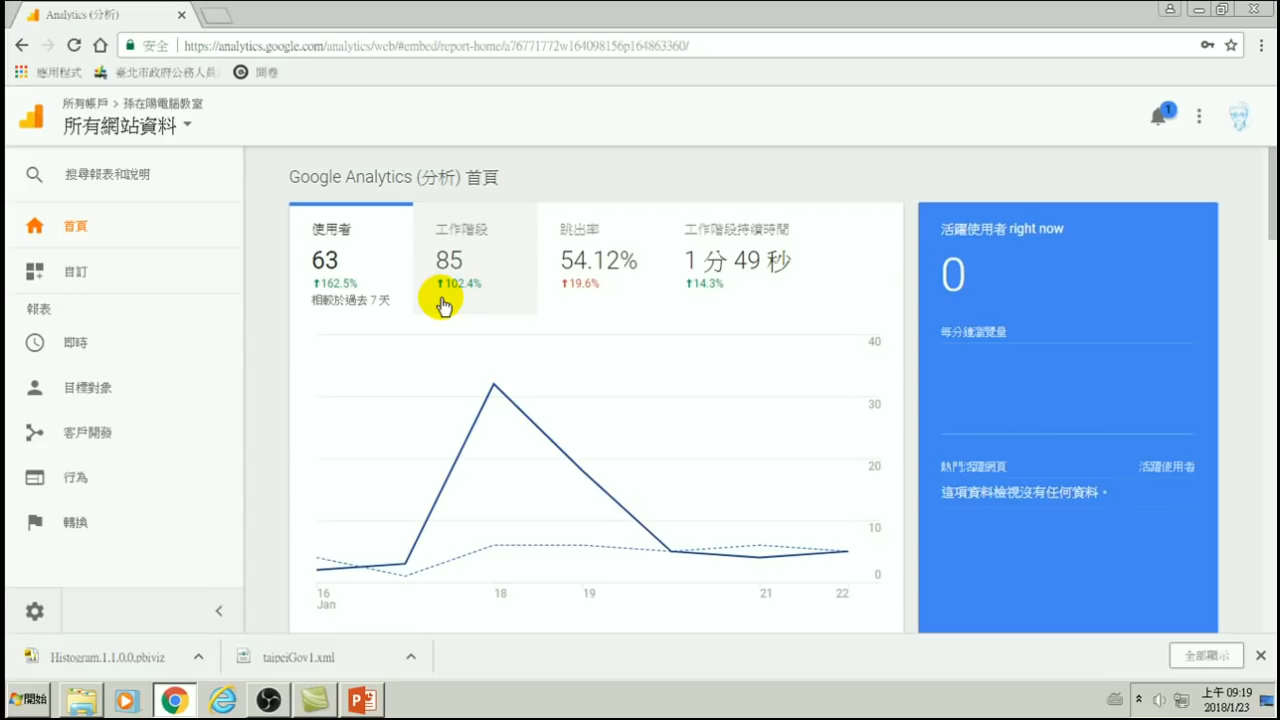 Analytics (分析)
安全
https://analytics.google.com/analytics/web/#embed/report-home/a76771772w164098156p164863360/
應用程式
臺北市政府公務人員
開卷
所有帳戶 > 孫在陽電腦教室
所有網站資料
1
搜尋報表和說明
首頁
自訂
報表
即時
目標對象
客戶開發
行為
轉換
Google Analytics (分析) 首頁
使用者
63
162.5%
相較於過去 7 天
工作階段
85
102.4%
跳出率
54.12%
19.6%
工作階段持續時間
1 分 49 秒
14.3%
40
30
20
10
0
16
Jan
18
19
21
22
活躍使用者 right now
0
每分鐘瀏覽量
熱門活躍網頁
活躍使用者
這項資料檢視沒有任何資料。
Histogram.1.1.0.0.pbiviz
taipeiGov1.xml
全部顯示
開始
上午 09:19
2018/1/23